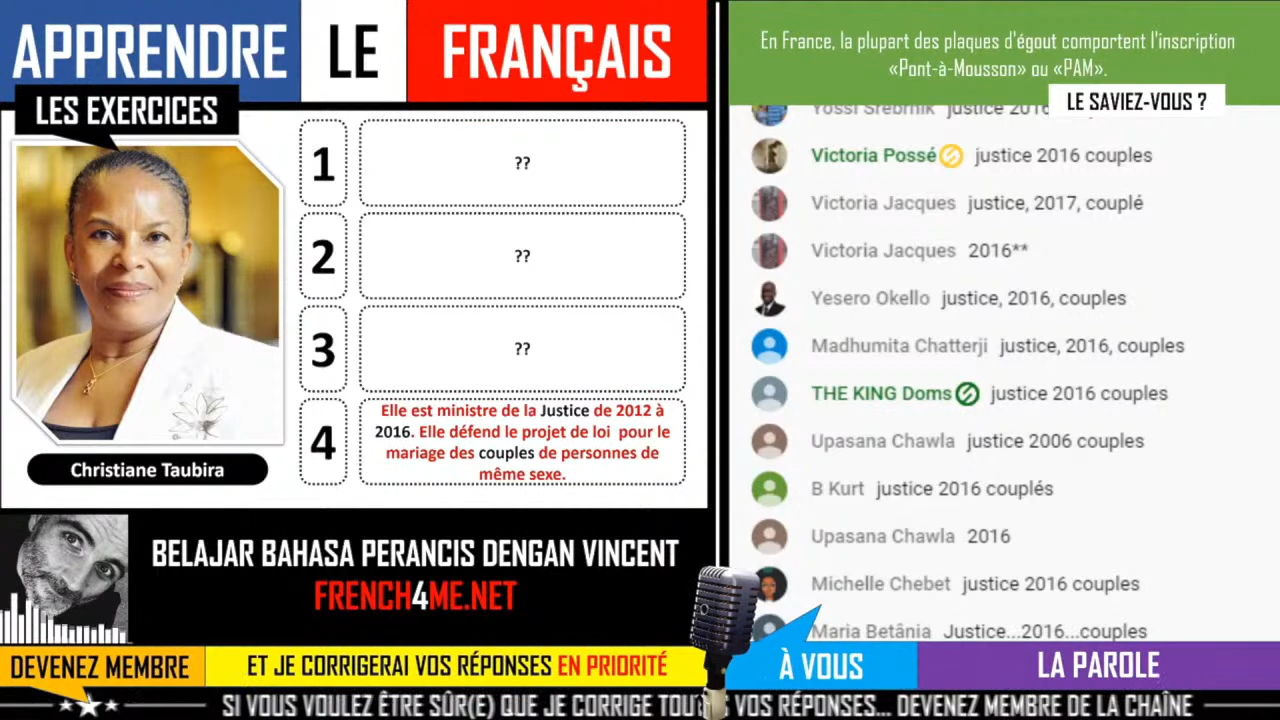 APPRENDRE LE FRANÇAIS
LES EXERCICES
1 ??
2 ??
3 ??
4
Elle est ministre de la Justice de 2012 à
2016. Elle défend le projet de loi pour le
mariage des couples de personnes de
même sexe.
Christiane Taubira
BELAJAR BAHASA PERANCIS DENGAN VINCENT
FRENCH4ME.NET
DEVENEZ MEMBRE
ET JE CORRIGERAI VOS RÉPONSES EN PRIORITÉ
En France, la plupart des plaques d'égout comportent l'inscription
«Pont-à-Mousson» ou «PAM».
LE SAVIEZ-VOUS ?
Yossi Srebrnik justice 2016
Victoria Possé justice 2016 couples
Victoria Jacques justice, 2017, couplé
Victoria Jacques 2016**
Yesero Okello justice, 2016, couples
Madhumita Chatterji justice, 2016, couples
THE KING Doms justice 2016 couples
Upasana Chawla justice 2006 couples
B Kurt justice 2016 couplés
Upasana Chawla 2016
Michelle Chebet justice 2016 couples
Maria Betânia Justice...2016...couples
À VOUS
LA PAROLE
SI VOUS VOULEZ ÊTRE SÛR(E) QUE JE CORRIGE VOS RÉPONSES... DEVENEZ MEMBRE DE LA CHAÎNE